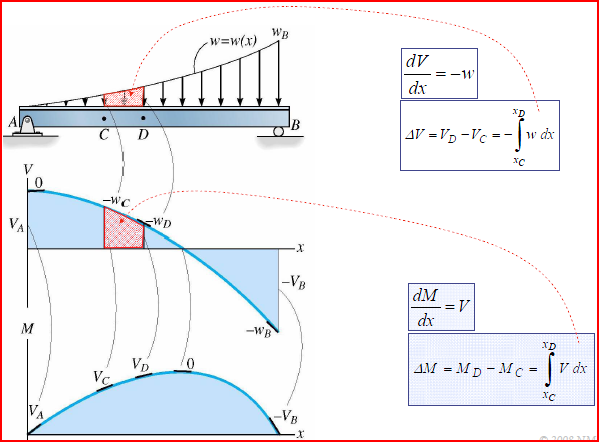 w=w(x)
w_B
A
C
D
B
dV/dx = -w
ΔV = V_D - V_C = -∫_{x_C}^{x_D} w dx
V
0
-w_C
-w_D
V_A
x
-V_B
-w_B
dM/dx = V
ΔM = M_D - M_C = ∫_{x_C}^{x_D} V dx
M
V_A
V_C
V_D
0
-V_B
x